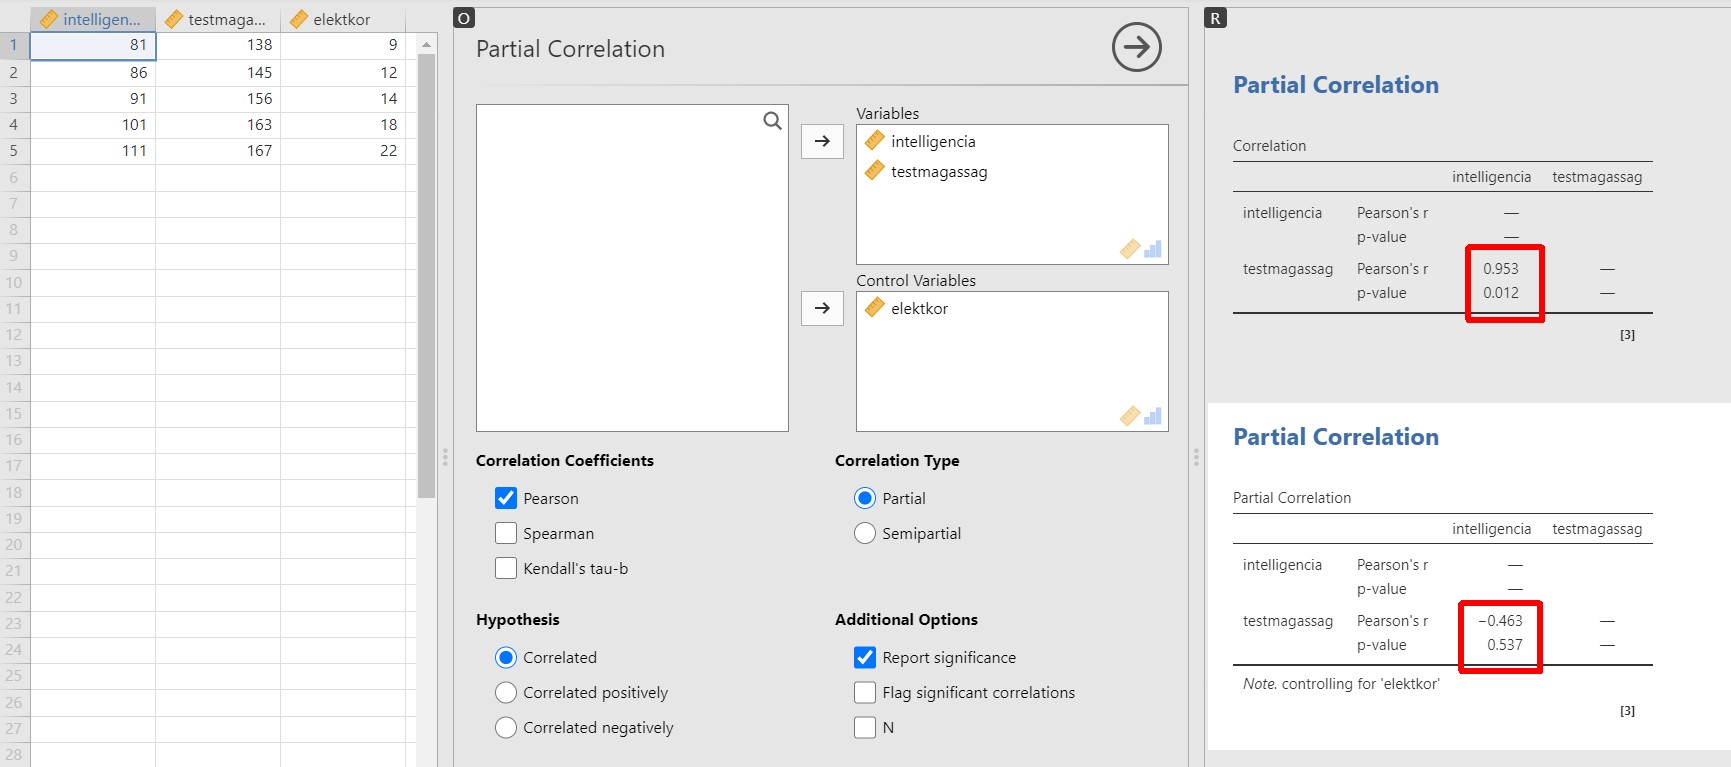 intelligen... testmaga... elektkor
1 81 138 9
2 86 145 12
3 91 156 14
4 101 163 18
5 111 167 22
6
7
8
9
10
11
12
13
14
15
16
17
18
19
20
21
22
23
24
25
26
27
28
O
Partial Correlation
Variables
intelligencia
testmagassag
Control Variables
elektkor
Correlation Coefficients
Pearson
Spearman
Kendall's tau-b
Correlation Type
Partial
Semipartial
Hypothesis
Correlated
Correlated positively
Correlated negatively
Additional Options
Report significance
Flag significant correlations
N
R
Partial Correlation
Correlation
intelligencia testmagassag
intelligencia Pearson's r —
p-value —
testmagassag Pearson's r 0.953 —
p-value 0.012 —
[3]
Partial Correlation
Partial Correlation
intelligencia testmagassag
intelligencia Pearson's r —
p-value —
testmagassag Pearson's r −0.463 —
p-value 0.537 —
Note. controlling for 'elektkor'
[3]